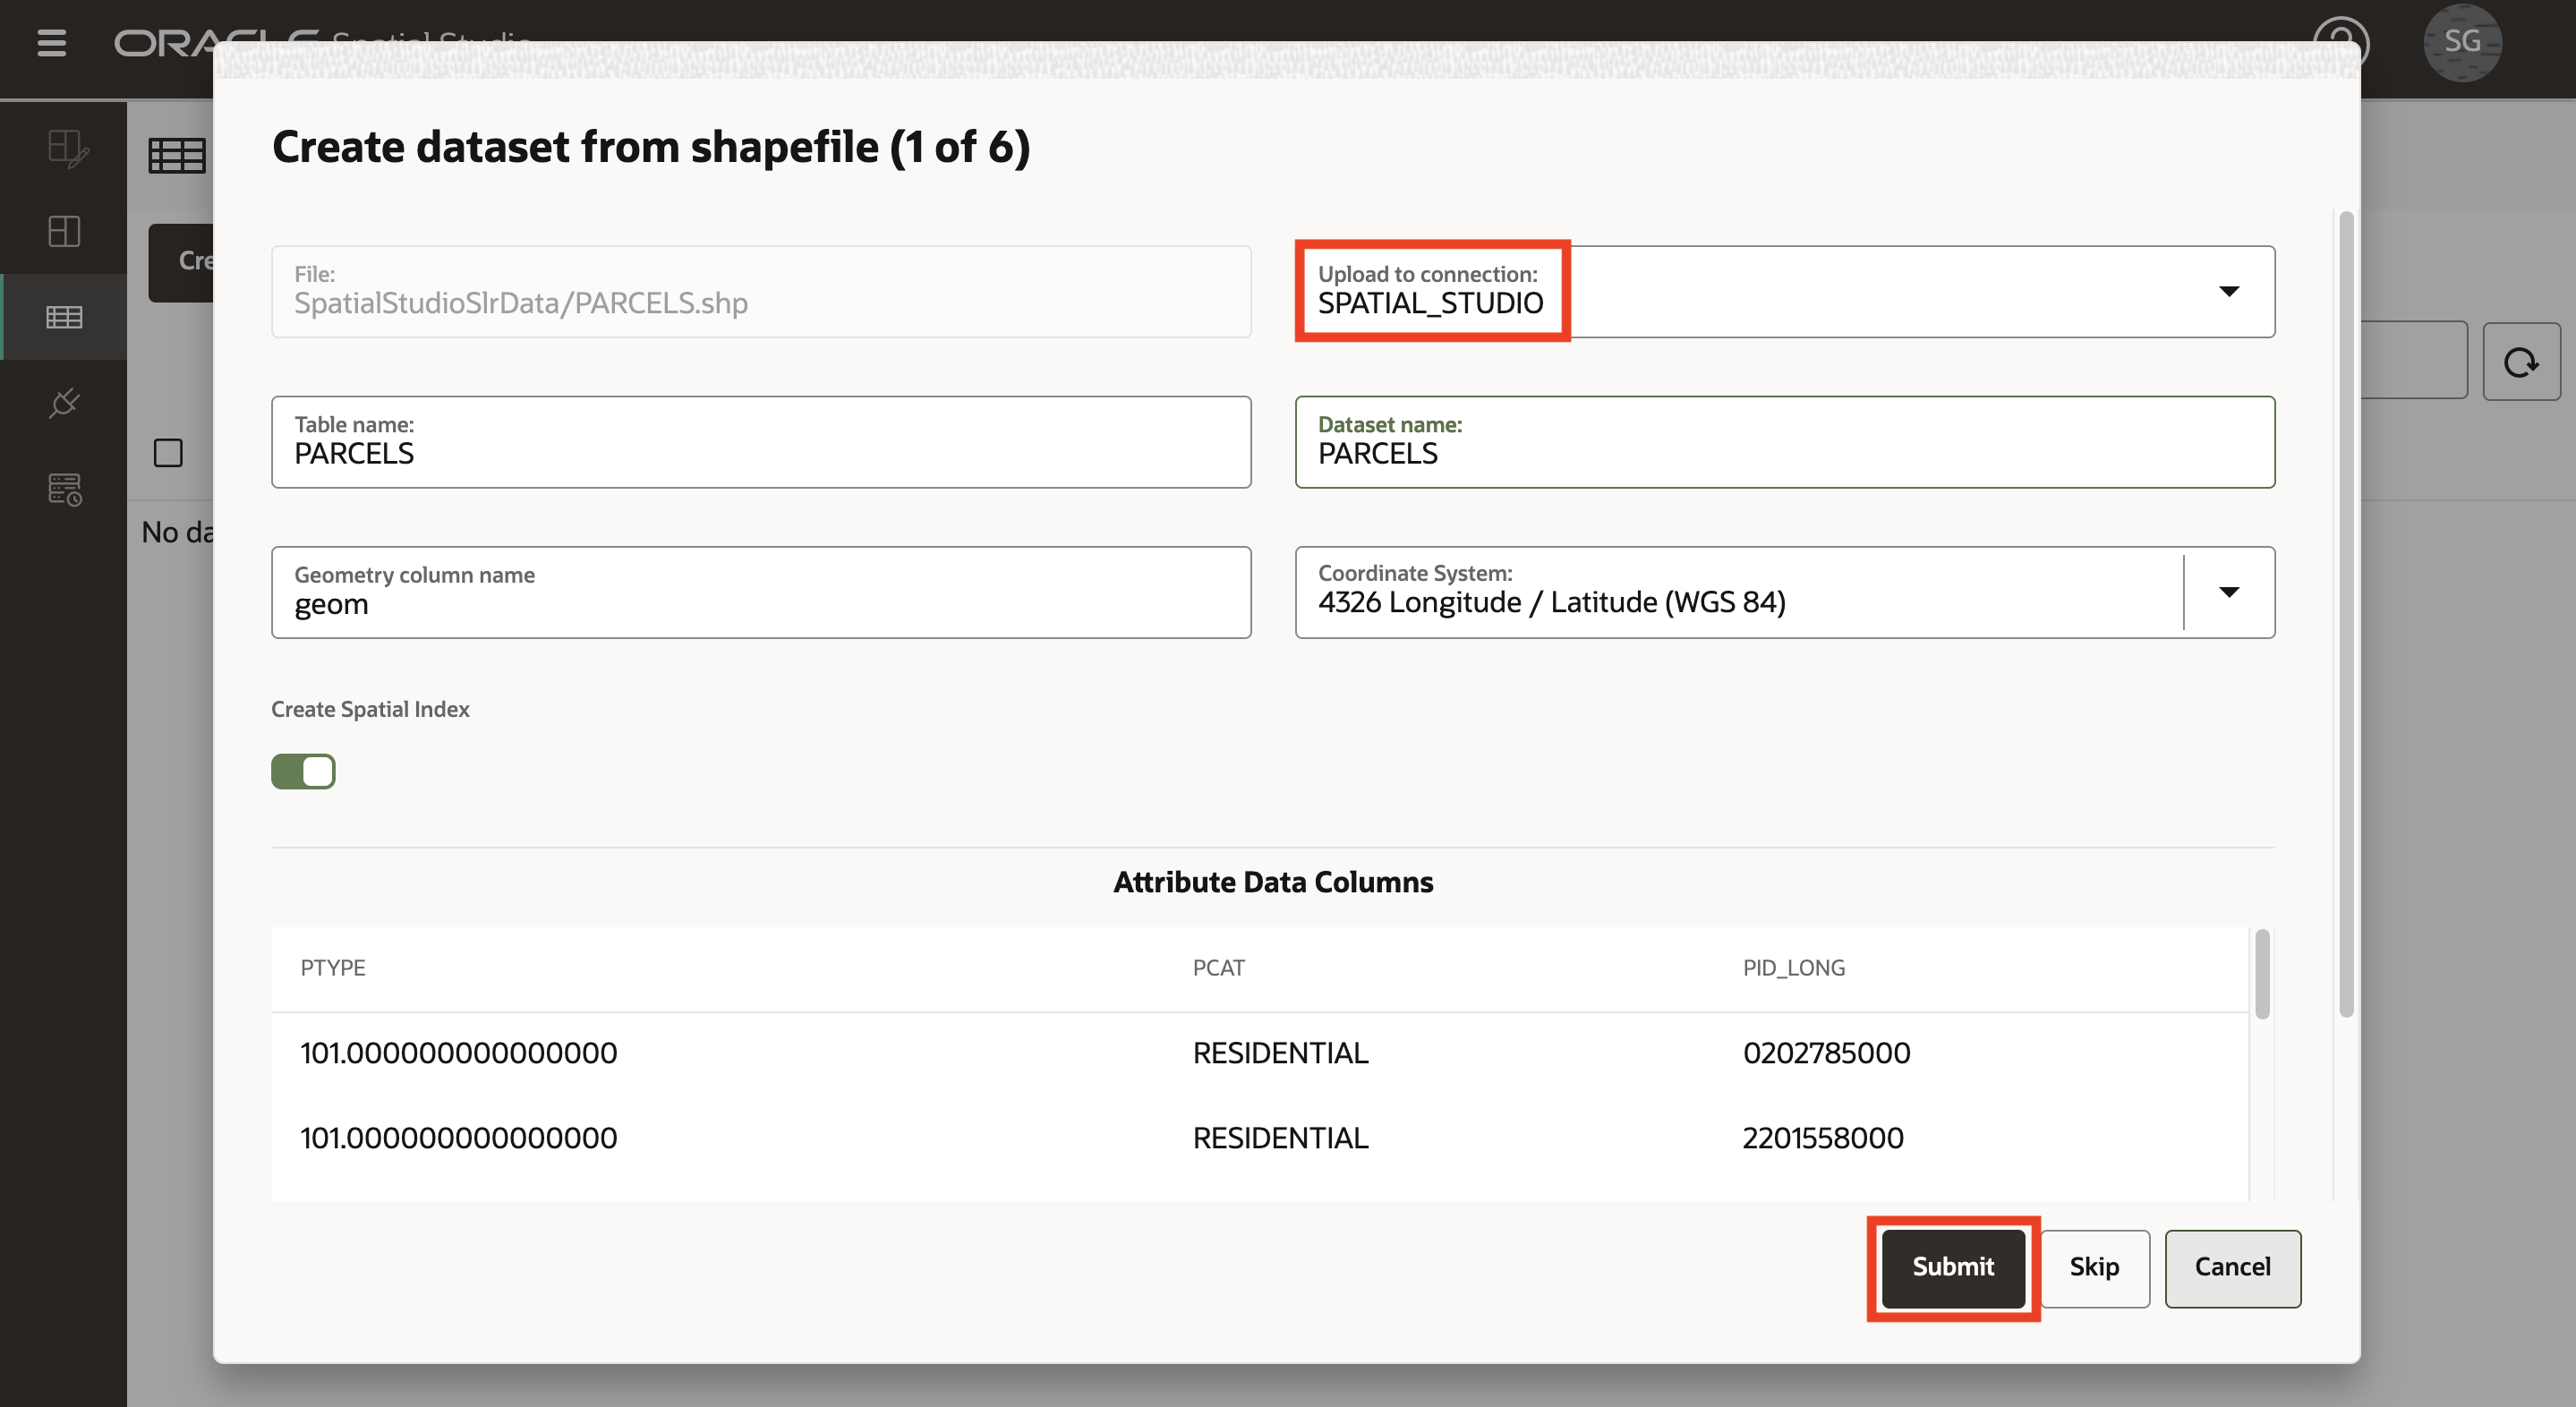 ORACLE Spatial Studio
SG
Create dataset from shapefile (1 of 6)
File:
SpatialStudioSlrData/PARCELS.shp
Upload to connection:
SPATIAL_STUDIO
Cre
Table name:
PARCELS
Dataset name:
PARCELS
No da
Geometry column name
geom
Coordinate System:
4326 Longitude / Latitude (WGS 84)
Create Spatial Index
Attribute Data Columns
PTYPE PCAT PID_LONG
101.000000000000000 RESIDENTIAL 0202785000
101.000000000000000 RESIDENTIAL 2201558000
Submit Skip Cancel